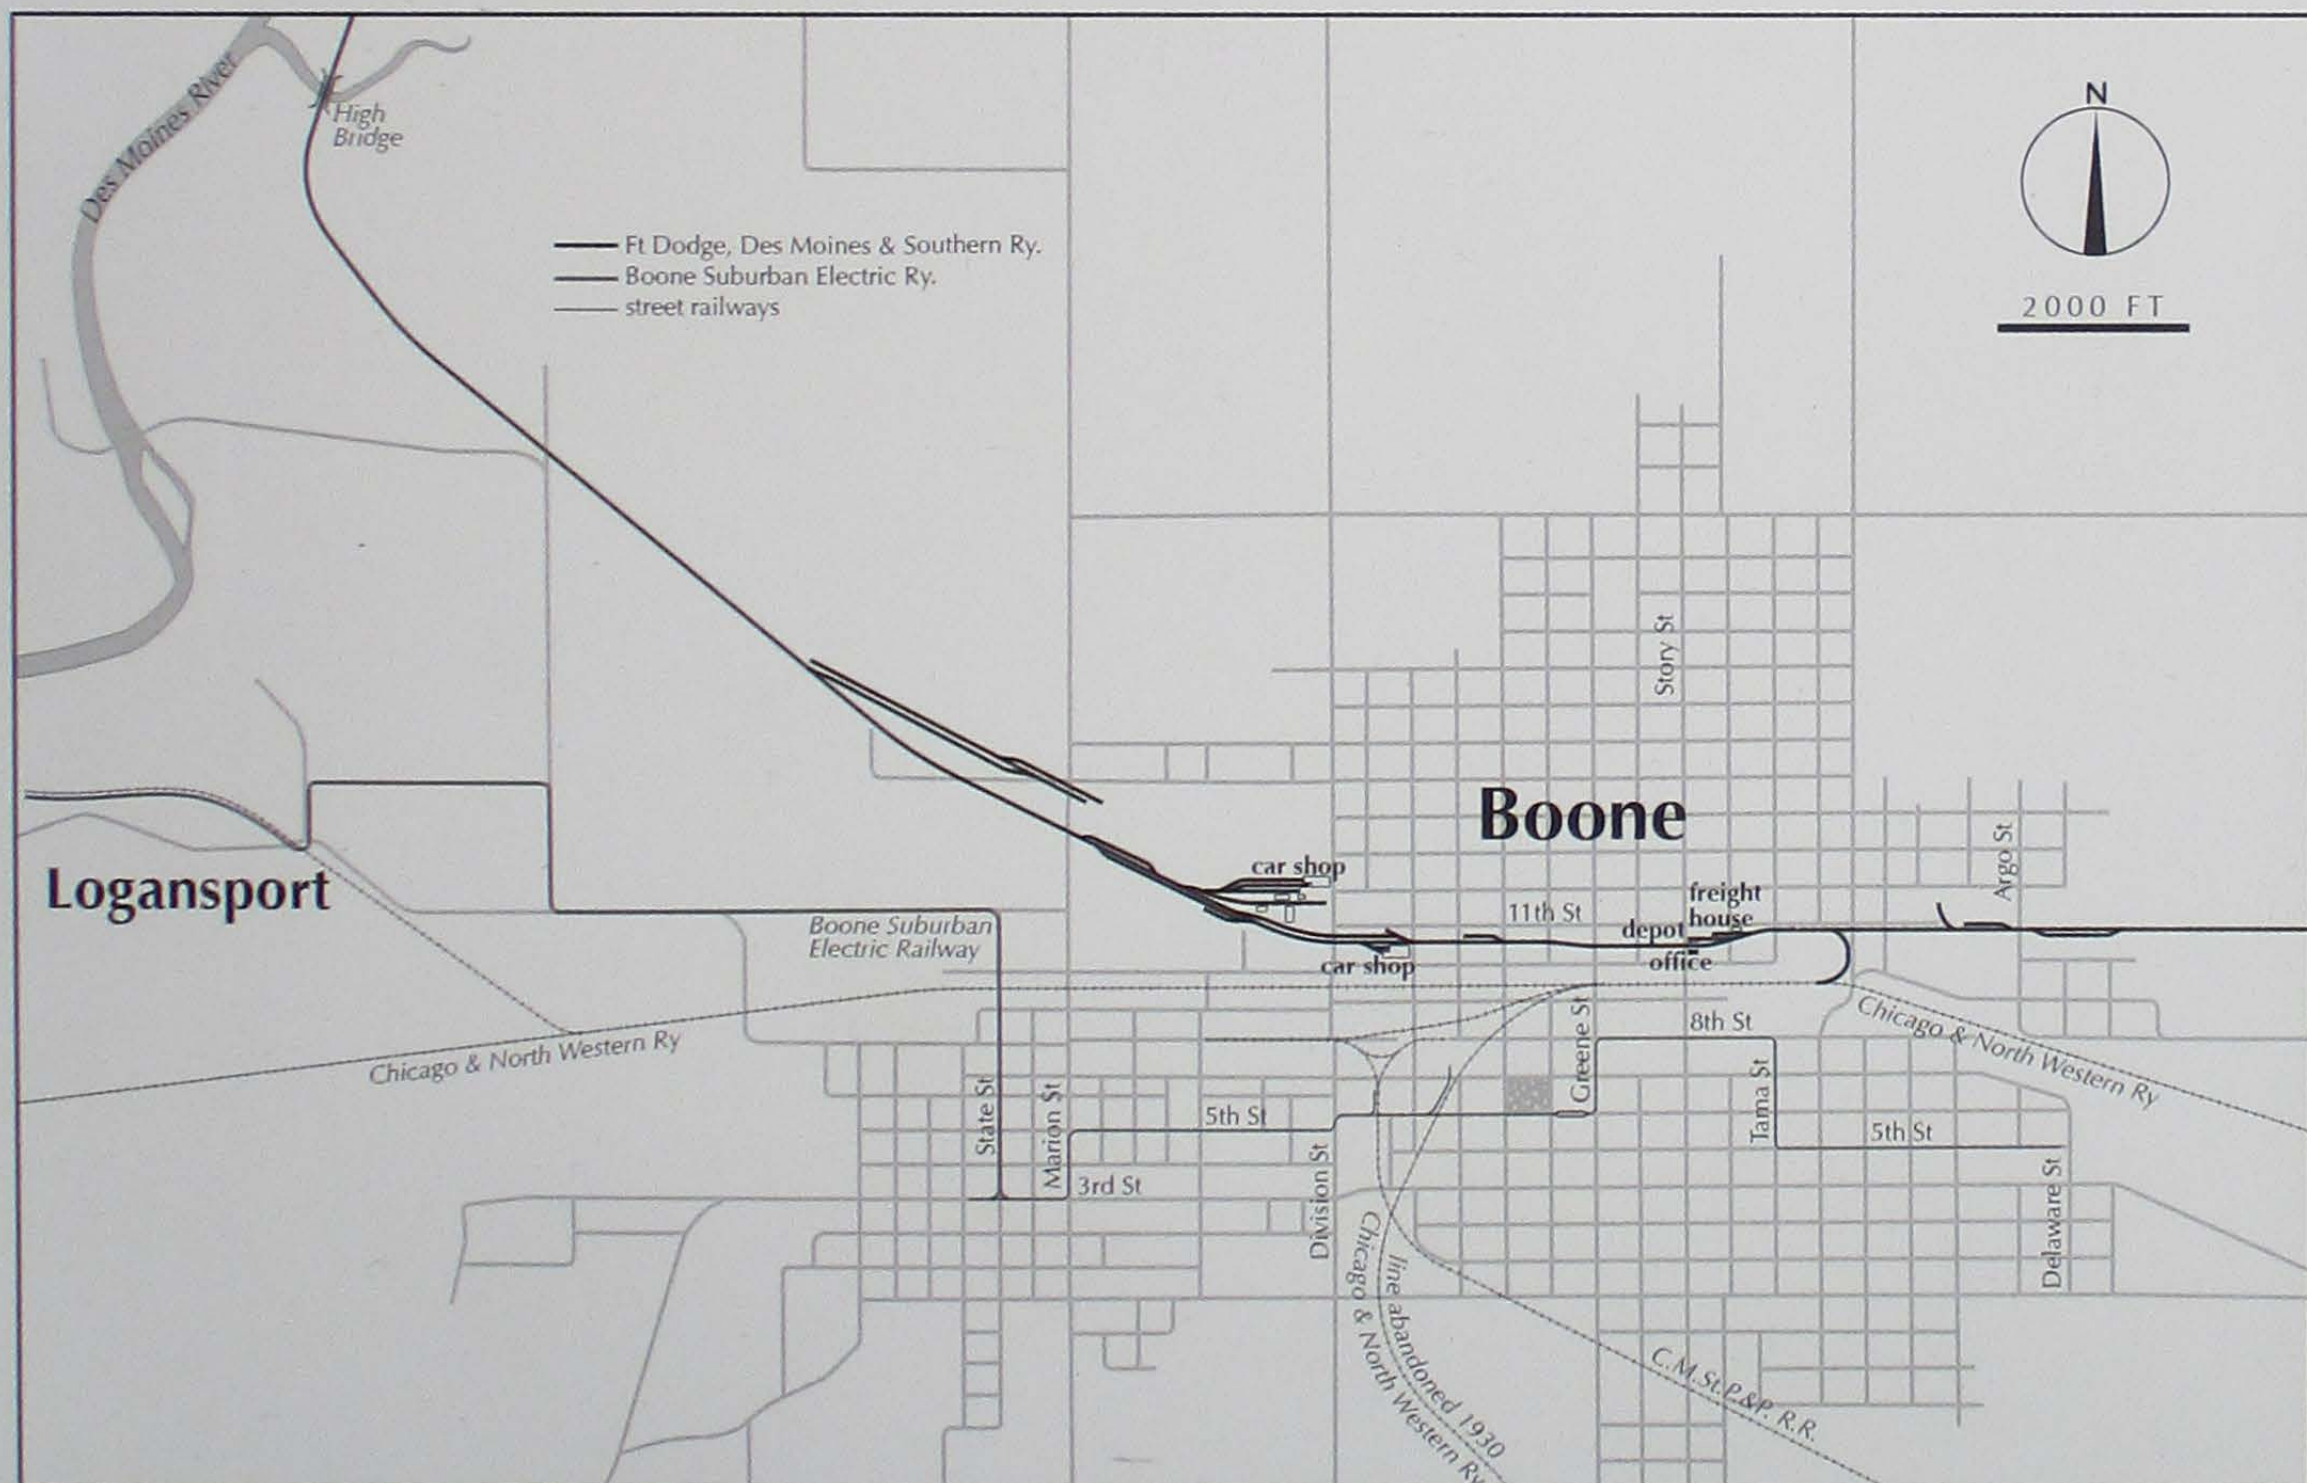 Des Moines River
High
Bridge
N
2000 FT
Ft Dodge, Des Moines & Southern Ry.
Boone Suburban Electric Ry.
street railways
Story St
Boone
Argo St
car shop
Logansport
freight
house
11th St
depot
Boone Suburban
Electric Railway
car shop
office
Chicago & North Western Ry
Greene St
8th St
Chicago & North Western Ry
State St
Marion St
5th St
Tama St
5th St
3rd St
Division St
Delaware St
line abandoned 1930
Chicago & North Western Ry
C.M.St.P.&P. R.R.